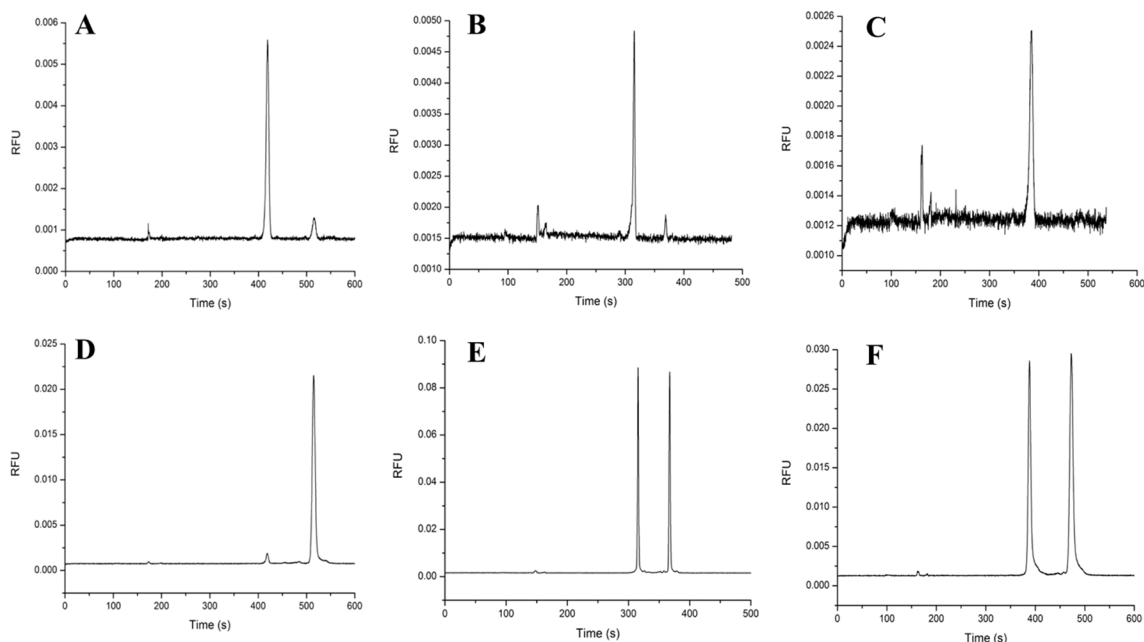 A
0.006
0.005
0.004
0.003
0.002
0.001
0.000
RFU
0 100 200 300 400 500 600
Time (s)
B
0.0050
0.0045
0.0040
0.0035
0.0030
0.0025
0.0020
0.0015
0.0010
RFU
0 100 200 300 400 500
Time (s)
C
0.0026
0.0024
0.0022
0.0020
0.0018
0.0016
0.0014
0.0012
0.0010
RFU
0 100 200 300 400 500 600
Time (s)
D
0.025
0.020
0.015
0.010
0.005
0.000
RFU
0 100 200 300 400 500 600
Time (s)
E
0.10
0.08
0.06
0.04
0.02
0.00
RFU
0 100 200 300 400 500
Time (s)
F
0.030
0.025
0.020
0.015
0.010
0.005
0.000
RFU
0 100 200 300 400 500 600
Time (s)